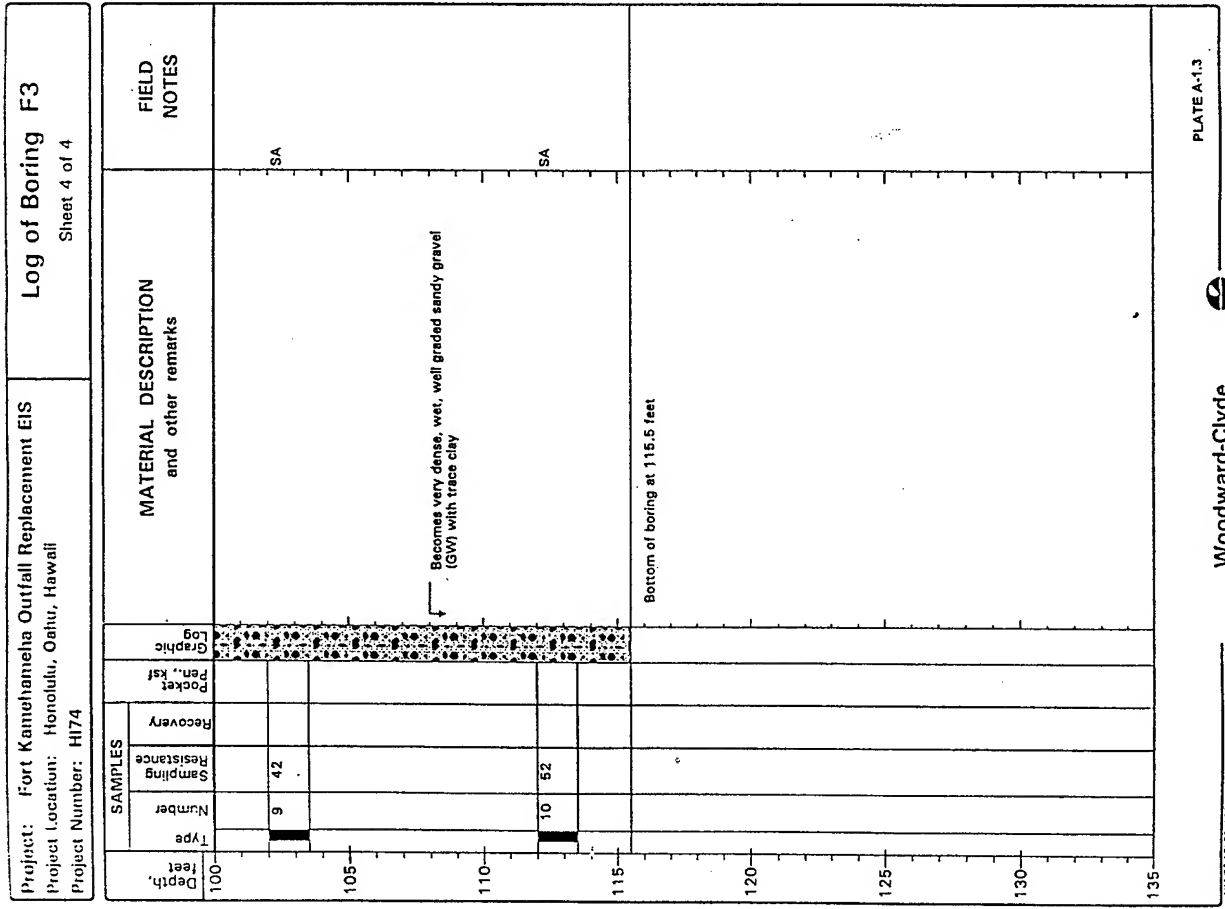 Project: Fort Kamehameha Outfall Replacement EIS
Project Location: Honolulu, Oahu, Hawaii
Project Number: HI74
Log of Boring F3
Sheet 4 of 4
Depth, feet
SAMPLES
Type
Number
Sampling Resistance
Recovery
Pocket Pen., ksf
Graphic Log
MATERIAL DESCRIPTION
and other remarks
FIELD NOTES
100
9 42
SA
105
Becomes very dense, wet, well graded sandy gravel
(GW) with trace clay
110
10 52
SA
115
Bottom of boring at 115.5 feet
120
125
130
135
Woodward-Clyde
PLATE A-1.3